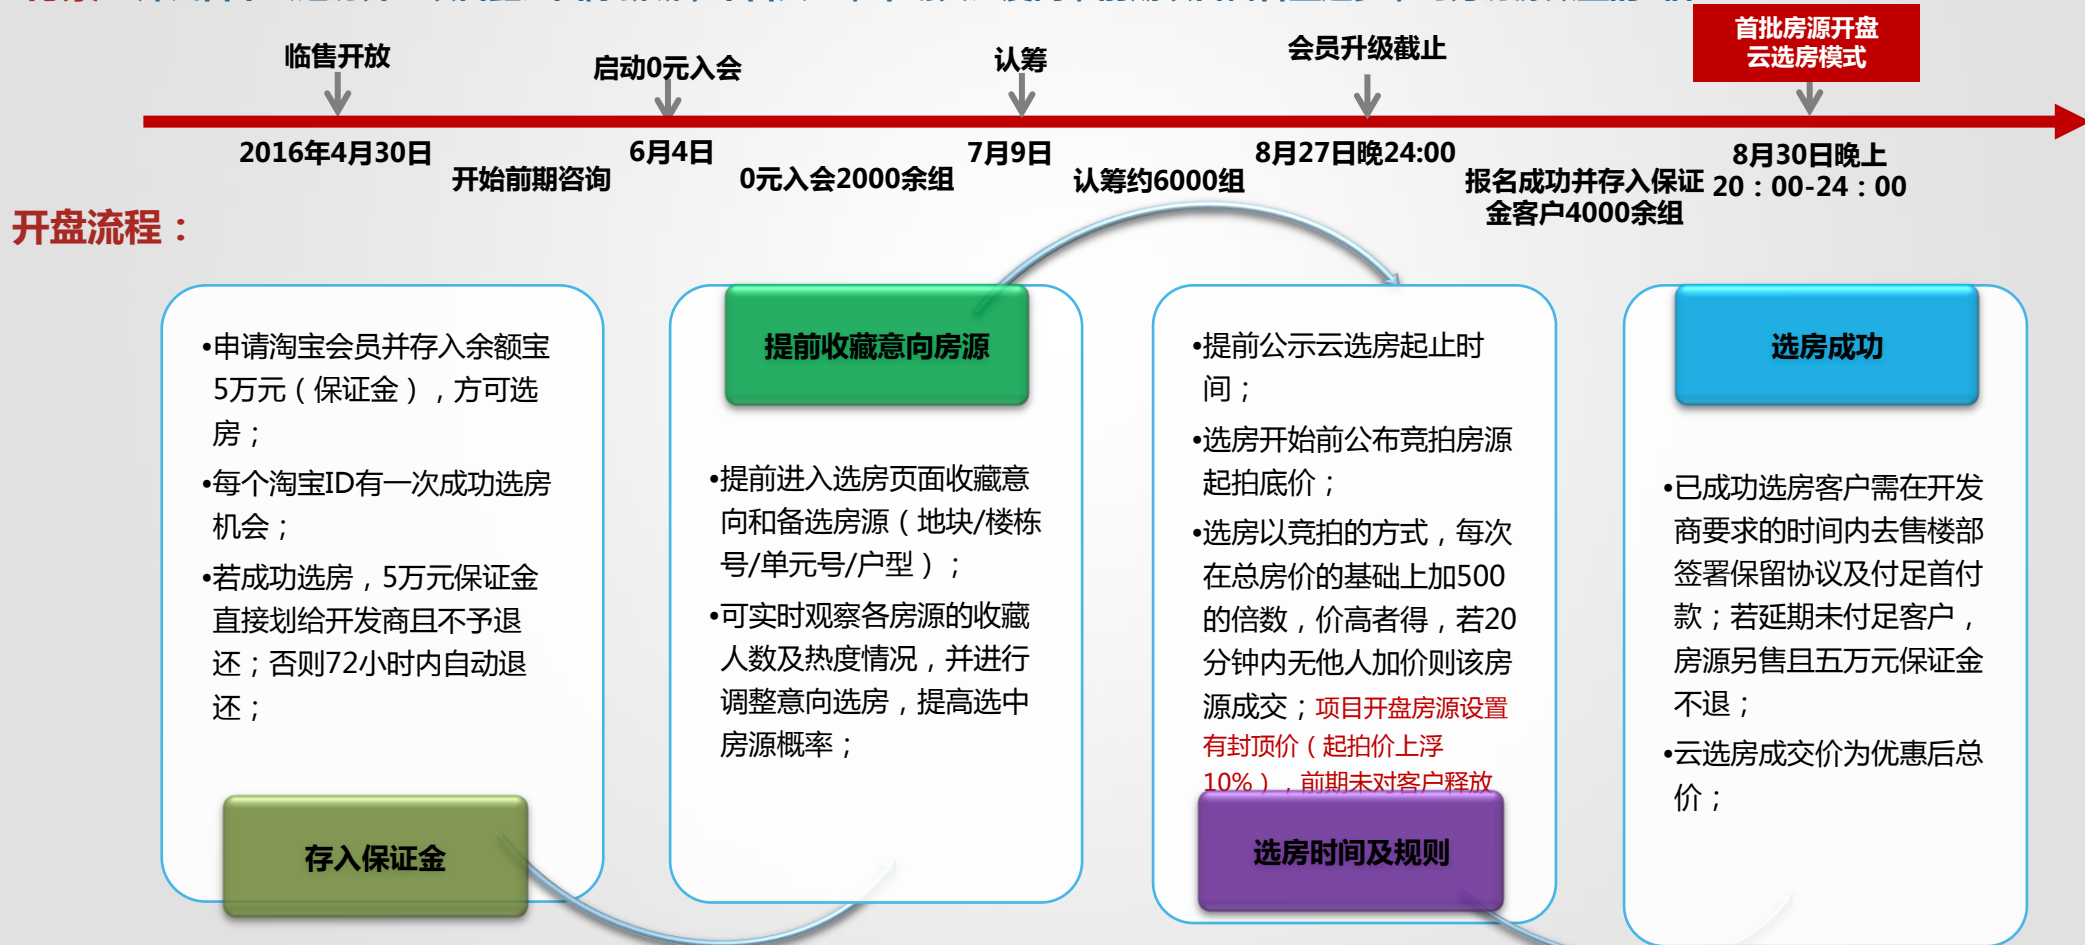 首批房源开盘
云选房模式
临售开放
启动0元入会
认筹
会员升级截止
2016年4月30日
6月4日
7月9日
8月27日晚24:00
8月30日晚上
20：00-24：00
开始前期咨询
0元入会2000余组
认筹约6000组
报名成功并存入保证
金客户4000余组
开盘流程：
•申请淘宝会员并存入余额宝
5万元（保证金），方可选
房；
•每个淘宝ID有一次成功选房
机会；
•若成功选房，5万元保证金
直接划给开发商且不予退
还；否则72小时内自动退
还；
存入保证金
提前收藏意向房源
•提前进入选房页面收藏意
向和备选房源（地块/楼栋
号/单元号/户型）；
•可实时观察各房源的收藏
人数及热度情况，并进行
调整意向选房，提高选中
房源概率；
•提前公示云选房起止时
间；
•选房开始前公布竞拍房源
起拍底价；
•选房以竞拍的方式，每次
在总房价的基础上加500
的倍数，价高者得，若20
分钟内无他人加价则该房
源成交；项目开盘房源设置
有封顶价（起拍价上浮
10%），前期未对客户释放
选房时间及规则
选房成功
•已成功选房客户需在开发
商要求的时间内去售楼部
签署保留协议及付足首付
款；若延期未付足客户，
房源另售且五万元保证金
不退；
•云选房成交价为优惠后总
价；